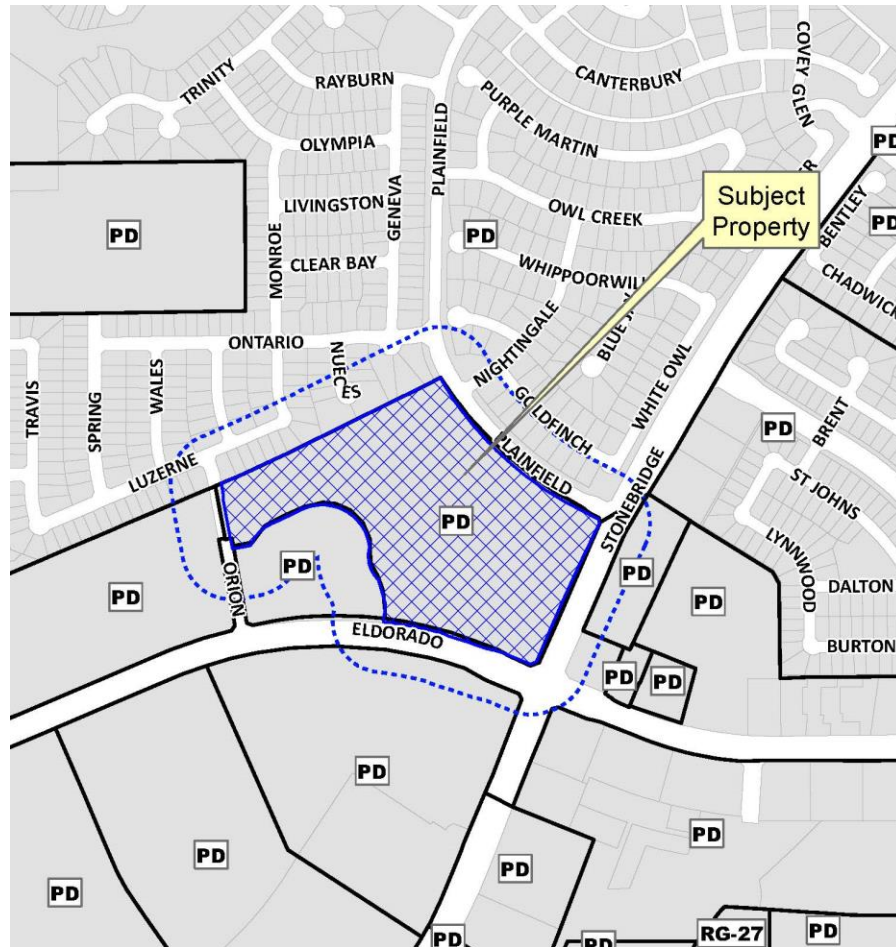 COVEY GLEN
TRINITY
RAYBURN
CANTERBURY
PLAINFIELD
PURPLE MARTIN
OLYMPIA
PD
Subject
Property
BENTLEY
LIVINGSTON
GENEVA
OWL CREEK
PD
PD
PD
MONROE
CLEAR BAY
WHIPPOORWILL
CHADWICK
NIGHTINGALE
ONTARIO
NUECES
WHITE OWL
TRAVIS
SPRING
WALES
GOLDFINCH
PLAINFIELD
BRENT
PD
LUZERNE
STONEBRIDGE
ST JOHNS
PD
LYNNWOOD
PD
PD
DALTON
ORION
PD
PD
ELDORADO
BURTON
PD
PD
PD
PD
PD
PD
PD
PD
PD
RG-27
PD
PD